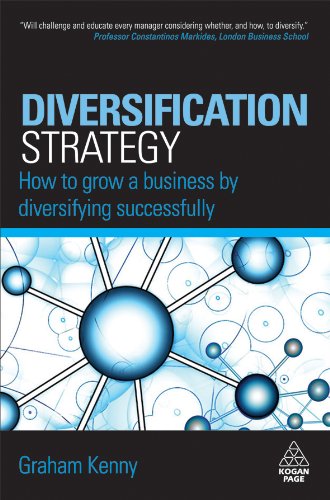 "Will challenge and educate every manager considering whether, and how, to diversify."
Professor Constantinos Markides, London Business School
DIVERSIFICATION
STRATEGY
How to grow a business by
diversifying successfully
Graham Kenny
KOGAN
PAGE